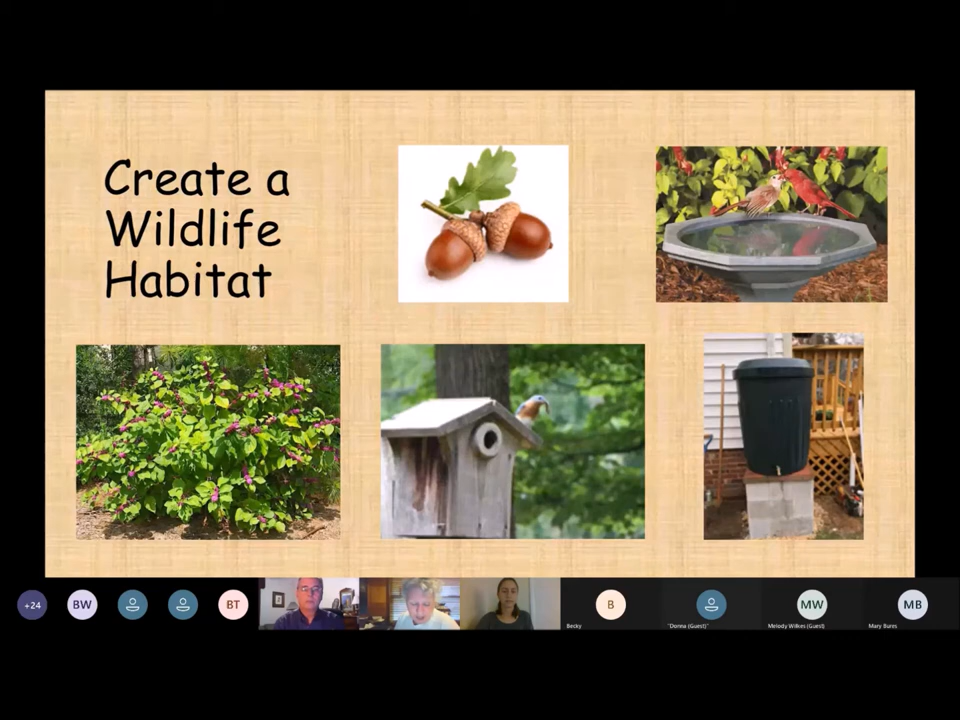 Create a
Wildlife
Habitat
+24
BW
BT
B
MW
MB
Becky
"Donna (Guest)"
Melody Wilkes (Guest)
Mary Bures